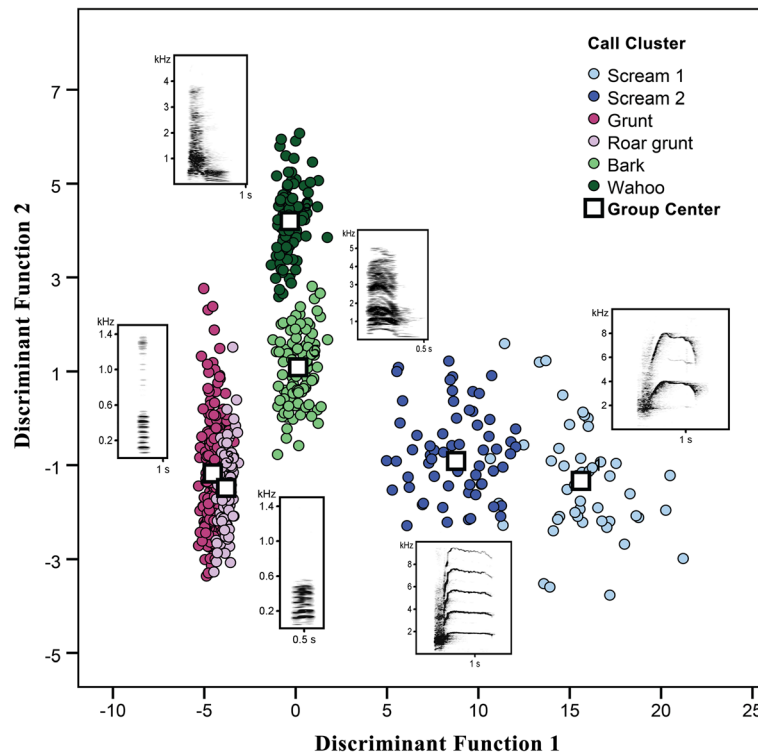 Call Cluster
Scream 1
Scream 2
Grunt
Roar grunt
Bark
Wahoo
Group Center
Discriminant Function 2
7
5
3
1
-1
-3
-5
kHz
4
3
2
1
1 s
kHz
5
4
3
2
1
0.5 s
kHz
1.4
1.0
0.6
0.2
1 s
kHz
8
4
2
1 s
1
kHz
1.4
1.0
0.6
0.2
0.5 s
kHz
8
6
4
2
1 s
-10
-5
0
5
10
15
20
25
Discriminant Function 1